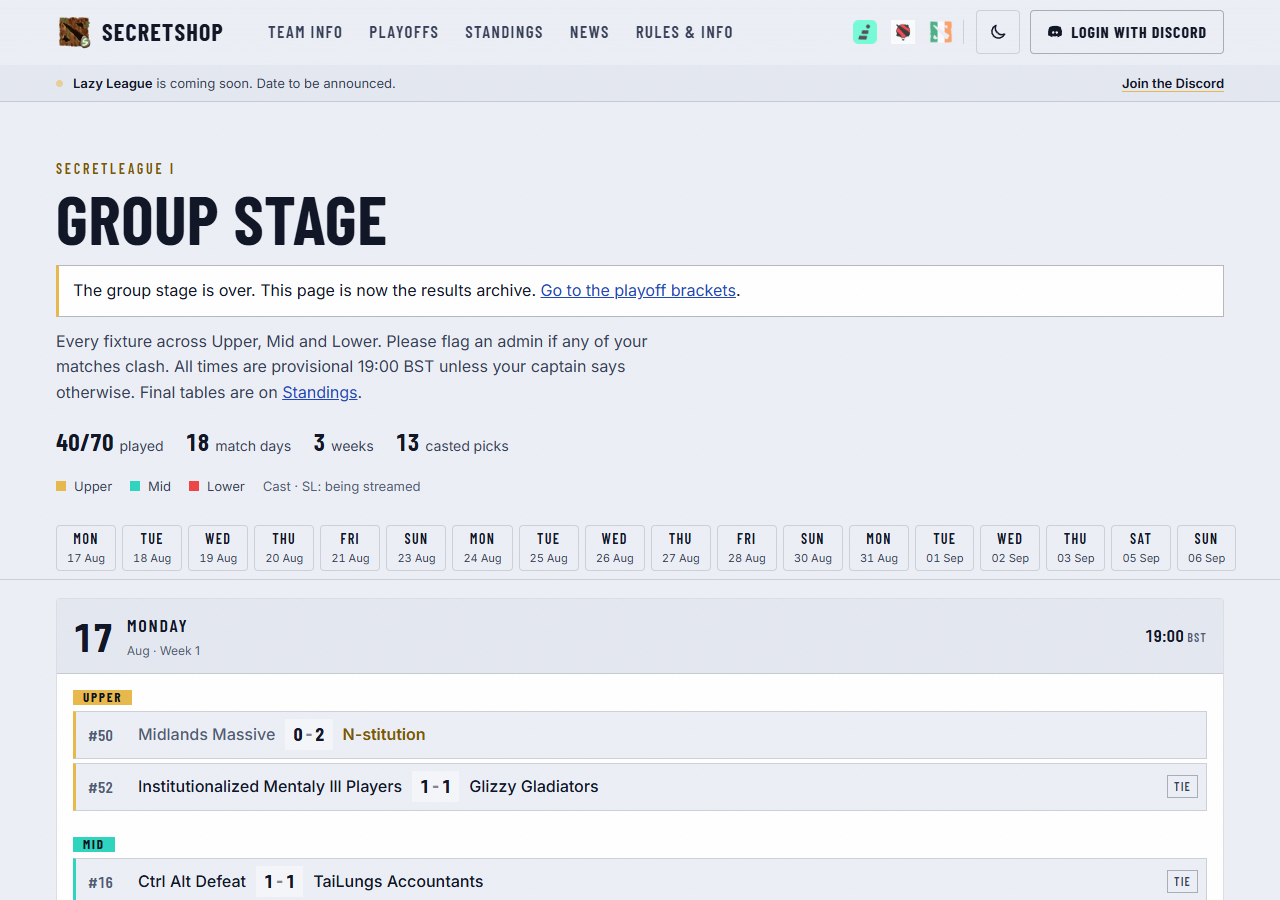 SECRETSHOP
TEAM INFO PLAYOFFS STANDINGS NEWS RULES & INFO
LOGIN WITH DISCORD
Lazy League is coming soon. Date to be announced.
Join the Discord
SECRETLEAGUE I
GROUP STAGE
The group stage is over. This page is now the results archive. Go to the playoff brackets.
Every fixture across Upper, Mid and Lower. Please flag an admin if any of your
matches clash. All times are provisional 19:00 BST unless your captain says
otherwise. Final tables are on Standings.
40/70 played 18 match days 3 weeks 13 casted picks
Upper Mid Lower Cast · SL: being streamed
MON TUE WED THU FRI SUN MON TUE WED THU FRI SUN MON TUE WED THU SAT SUN
17 Aug 18 Aug 19 Aug 20 Aug 21 Aug 23 Aug 24 Aug 25 Aug 26 Aug 27 Aug 28 Aug 30 Aug 31 Aug 01 Sep 02 Sep 03 Sep 05 Sep 06 Sep
17 MONDAY
Aug · Week 1
19:00 BST
UPPER
#50 Midlands Massive 0-2 N-stitution
#52 Institutionalized Mentaly Ill Players 1-1 Glizzy Gladiators TIE
MID
#16 Ctrl Alt Defeat 1-1 TaiLungs Accountants TIE